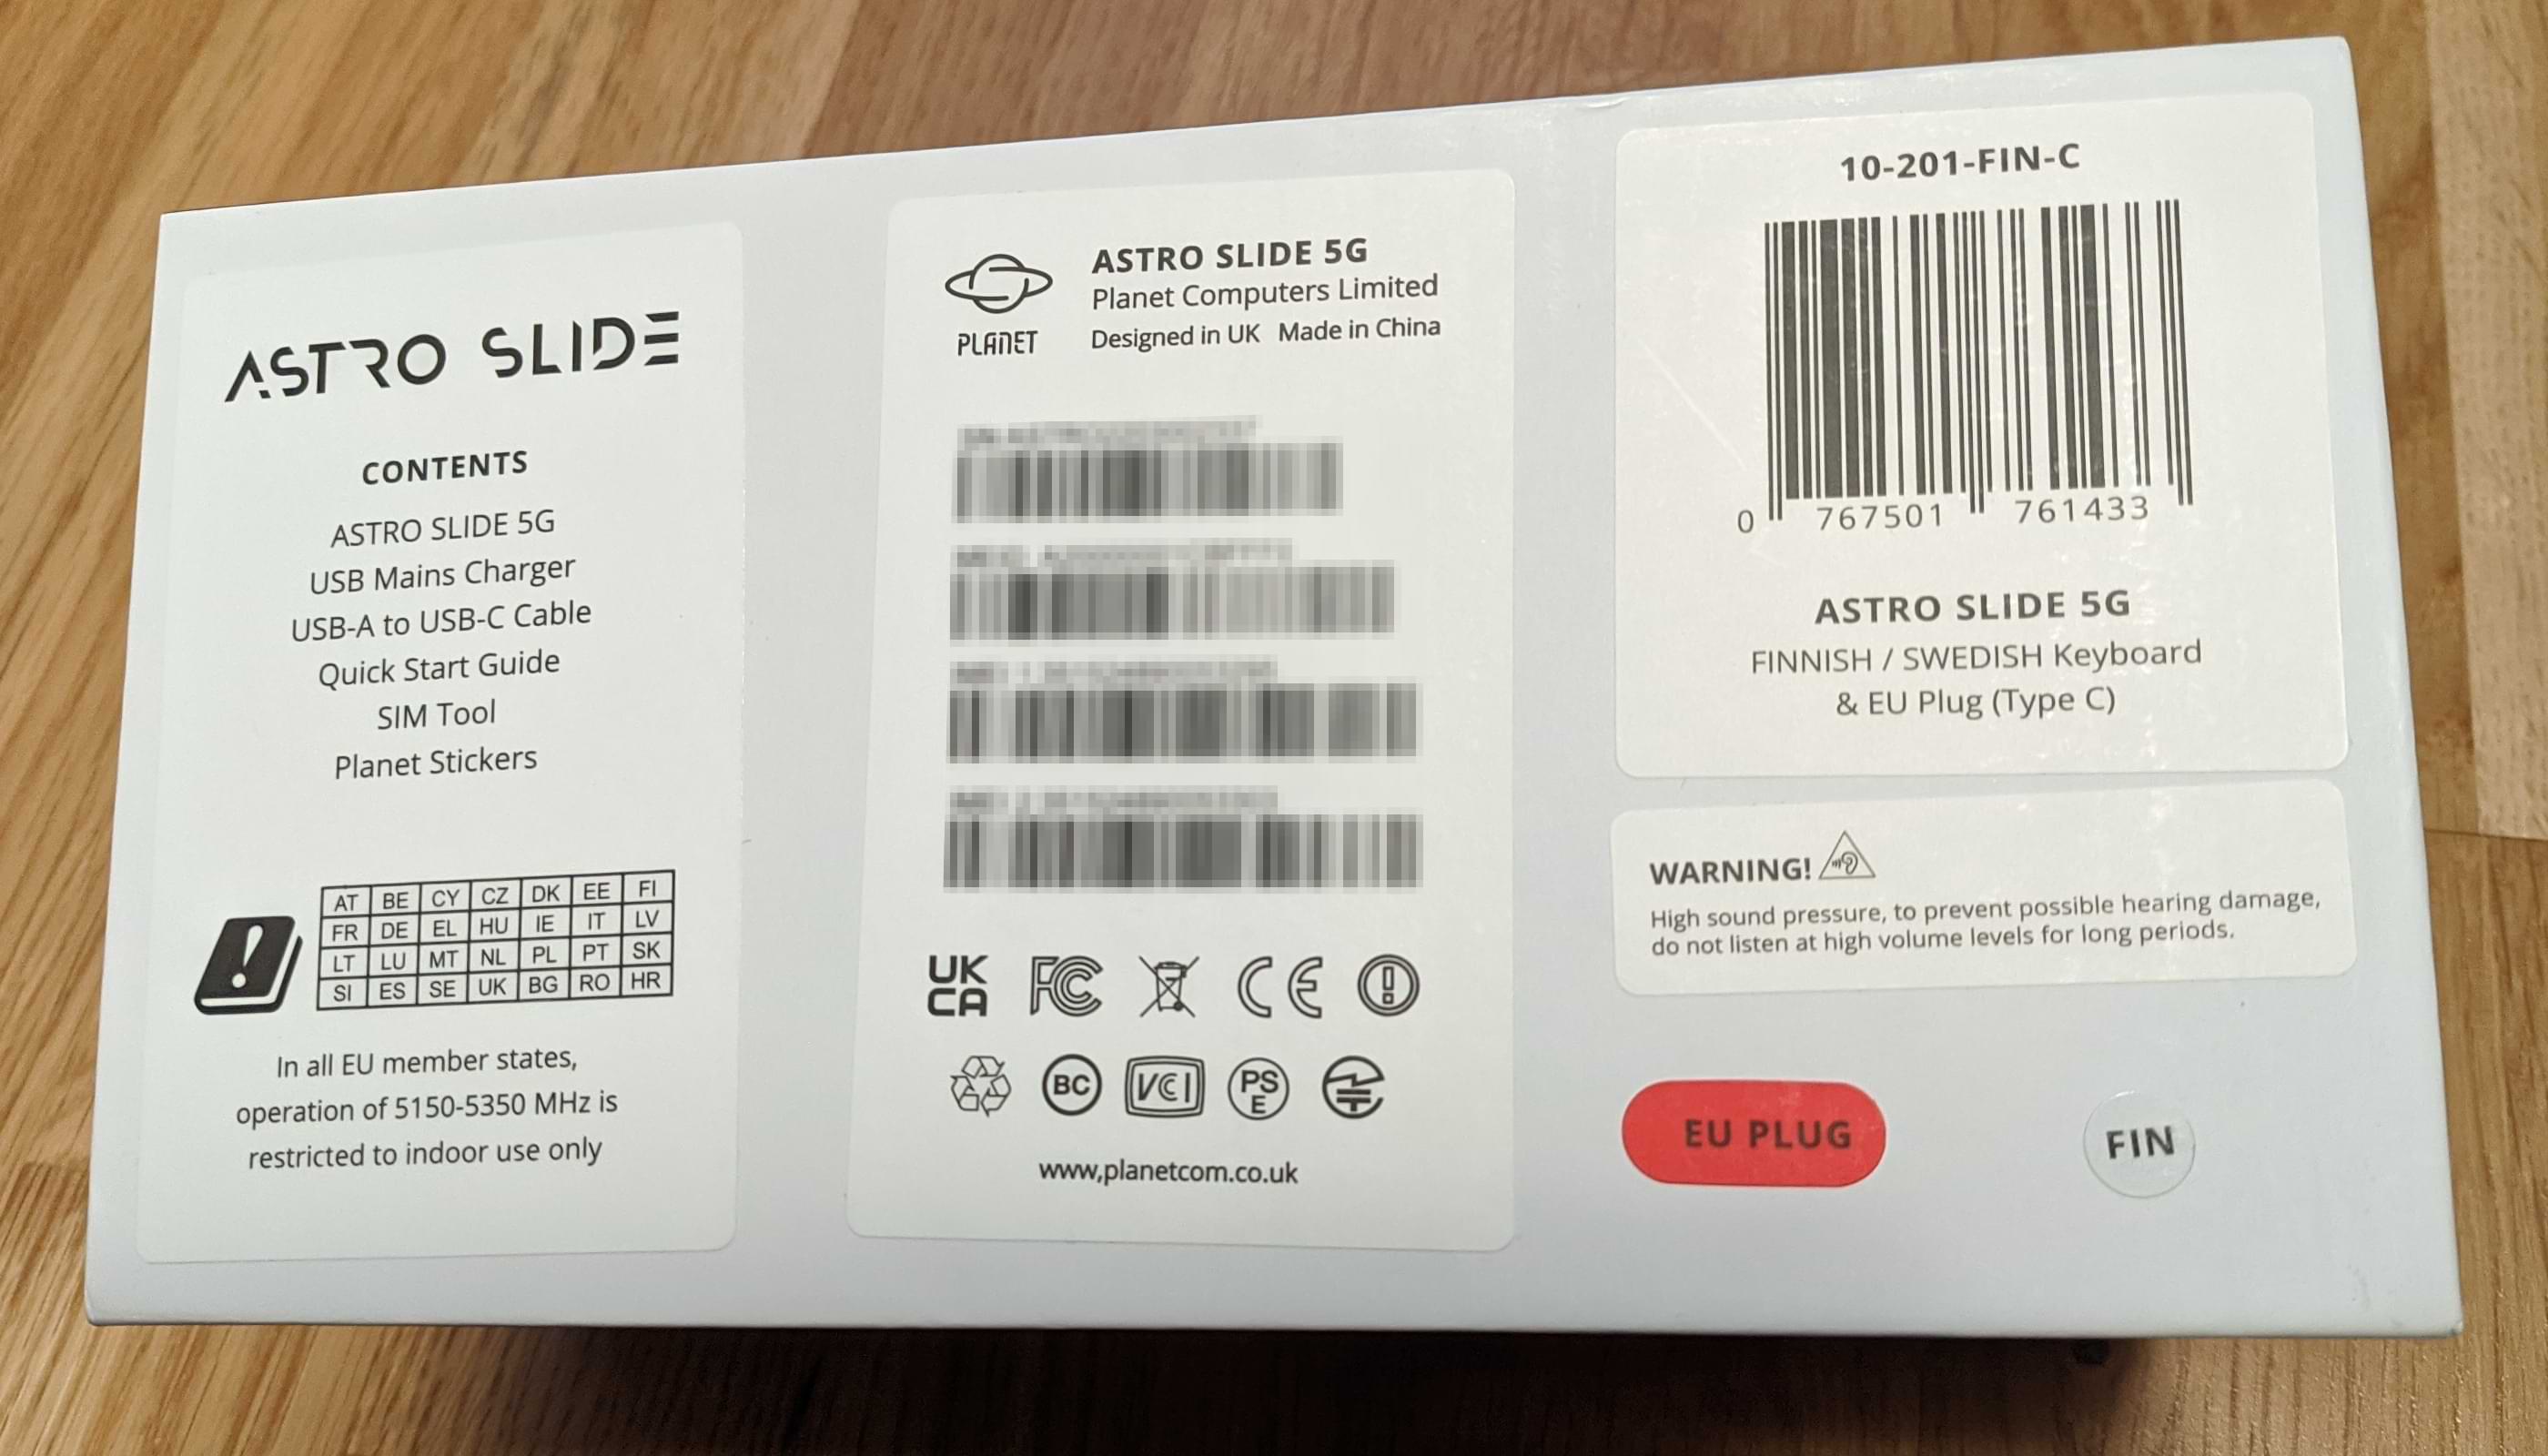 ASTRO SLIDE
CONTENTS
ASTRO SLIDE 5G
USB Mains Charger
USB-A to USB-C Cable
Quick Start Guide
SIM Tool
Planet Stickers
AT BE CY CZ DK EE FI
FR DE EL HU IE IT LV
LT LU MT NL PL PT SK
SI ES SE UK BG RO HR
In all EU member states,
operation of 5150-5350 MHz is
restricted to indoor use only
PLANET
ASTRO SLIDE 5G
Planet Computers Limited
Designed in UK Made in China
UK
CA
FC CE
BC VCI PS
E
www,planetcom.co.uk
10-201-FIN-C
0 767501 761433
ASTRO SLIDE 5G
FINNISH / SWEDISH Keyboard
& EU Plug (Type C)
WARNING!
High sound pressure, to prevent possible hearing damage,
do not listen at high volume levels for long periods.
EU PLUG
FIN